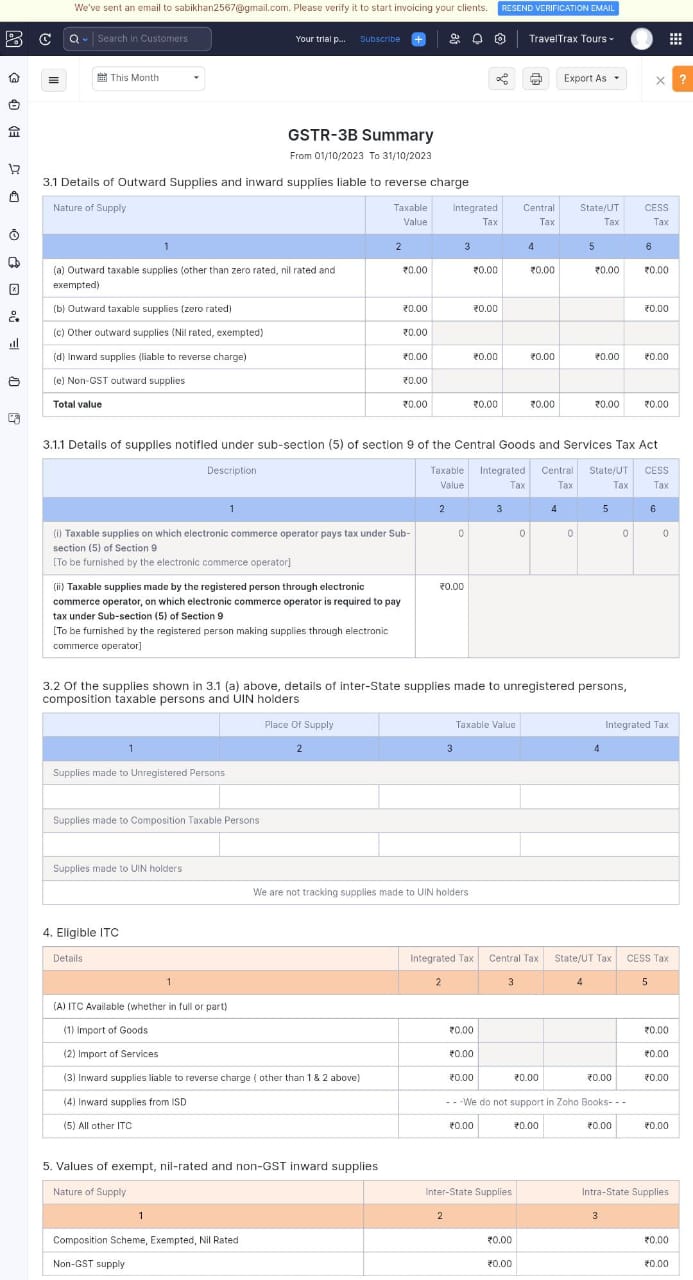 We've sent an email to sabikhan2567@gmail.com. Please verify it to start invoicing your clients. RESEND VERIFICATION EMAIL
Search in Customers Your trial p... Subscribe TravelTrax Tours
This Month Export As ?
GSTR-3B Summary
From 01/10/2023 To 31/10/2023
3.1 Details of Outward Supplies and inward supplies liable to reverse charge
Nature of Supply Taxable Integrated Central State/UT CESS
Value Tax Tax Tax Tax
1 2 3 4 5 6
(a) Outward taxable supplies (other than zero rated, nil rated and ₹0.00 ₹0.00 ₹0.00 ₹0.00 ₹0.00
exempted)
(b) Outward taxable supplies (zero rated) ₹0.00 ₹0.00 ₹0.00
(c) Other outward supplies (Nil rated, exempted) ₹0.00
(d) Inward supplies (liable to reverse charge) ₹0.00 ₹0.00 ₹0.00 ₹0.00 ₹0.00
(e) Non-GST outward supplies ₹0.00
Total value ₹0.00 ₹0.00 ₹0.00 ₹0.00 ₹0.00
3.1.1 Details of supplies notified under sub-section (5) of section 9 of the Central Goods and Services Tax Act
Description Taxable Integrated Central State/UT CESS
Value Tax Tax Tax Tax
1 2 3 4 5 6
(i) Taxable supplies on which electronic commerce operator pays tax under Sub- 0 0 0 0 0
section (5) of Section 9
[To be furnished by the electronic commerce operator]
(ii) Taxable supplies made by the registered person through electronic ₹0.00
commerce operator, on which electronic commerce operator is required to pay
tax under Sub-section (5) of Section 9
[To be furnished by the registered person making supplies through electronic
commerce operator]
3.2 Of the supplies shown in 3.1 (a) above, details of inter-State supplies made to unregistered persons,
composition taxable persons and UIN holders
Place Of Supply Taxable Value Integrated Tax
1 2 3 4
Supplies made to Unregistered Persons
Supplies made to Composition Taxable Persons
Supplies made to UIN holders
We are not tracking supplies made to UIN holders
4. Eligible ITC
Details Integrated Tax Central Tax State/UT Tax CESS Tax
1 2 3 4 5
(A) ITC Available (whether in full or part)
(1) Import of Goods ₹0.00 ₹0.00
(2) Import of Services ₹0.00 ₹0.00
(3) Inward supplies liable to reverse charge ( other than 1 & 2 above) ₹0.00 ₹0.00 ₹0.00 ₹0.00
(4) Inward supplies from ISD - - -We do not support in Zoho Books- - -
(5) All other ITC ₹0.00 ₹0.00 ₹0.00 ₹0.00
5. Values of exempt, nil-rated and non-GST inward supplies
Nature of Supply Inter-State Supplies Intra-State Supplies
1 2 3
Composition Scheme, Exempted, Nil Rated ₹0.00 ₹0.00
Non-GST supply ₹0.00 ₹0.00